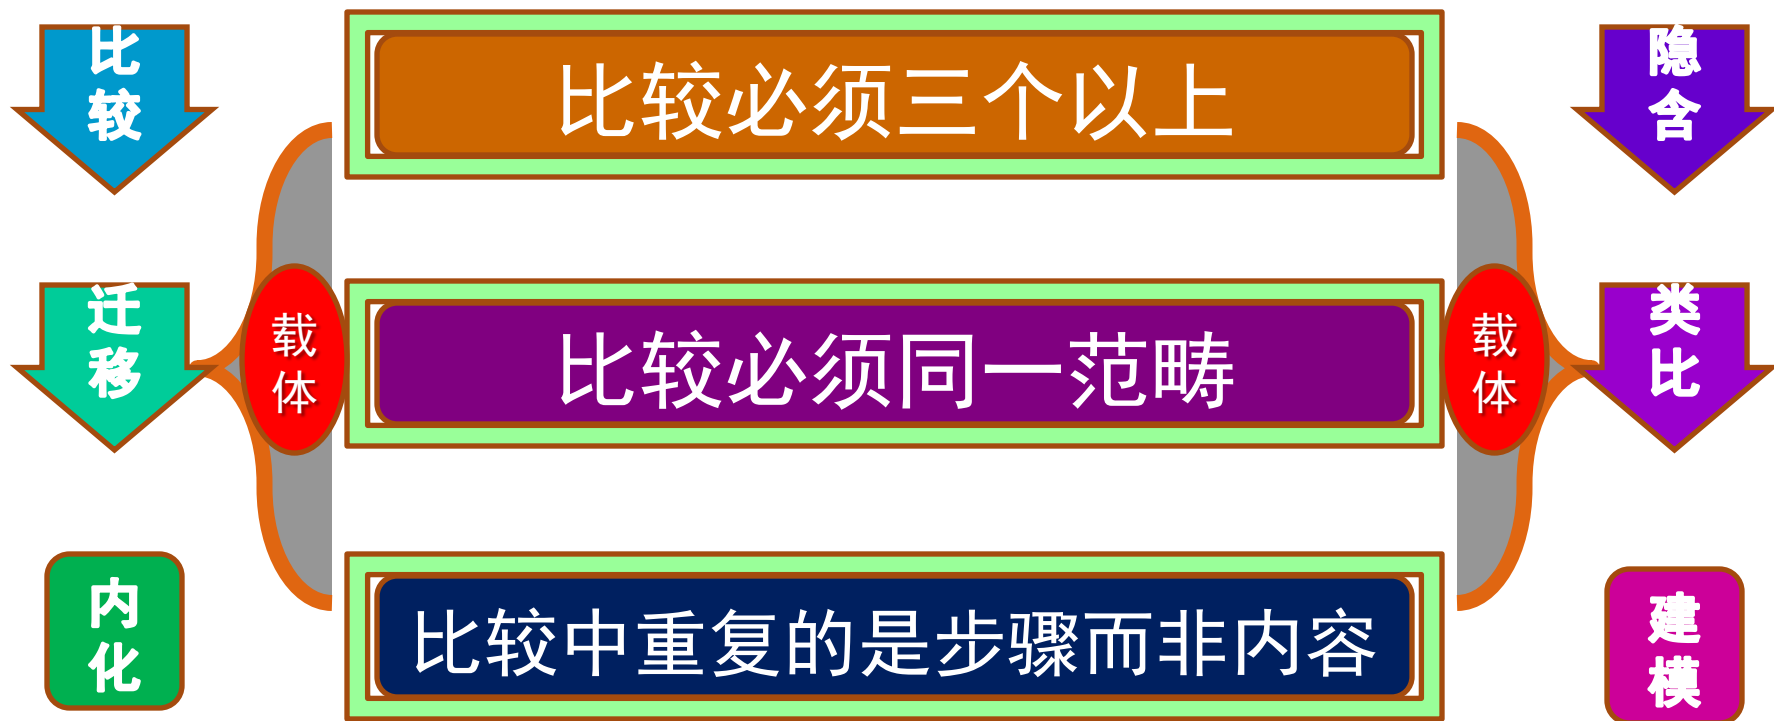 比
较
迁
移
内
化
载
体
比较必须三个以上
比较必须同一范畴
比较中重复的是步骤而非内容
载
体
隐
含
类
比
建
模